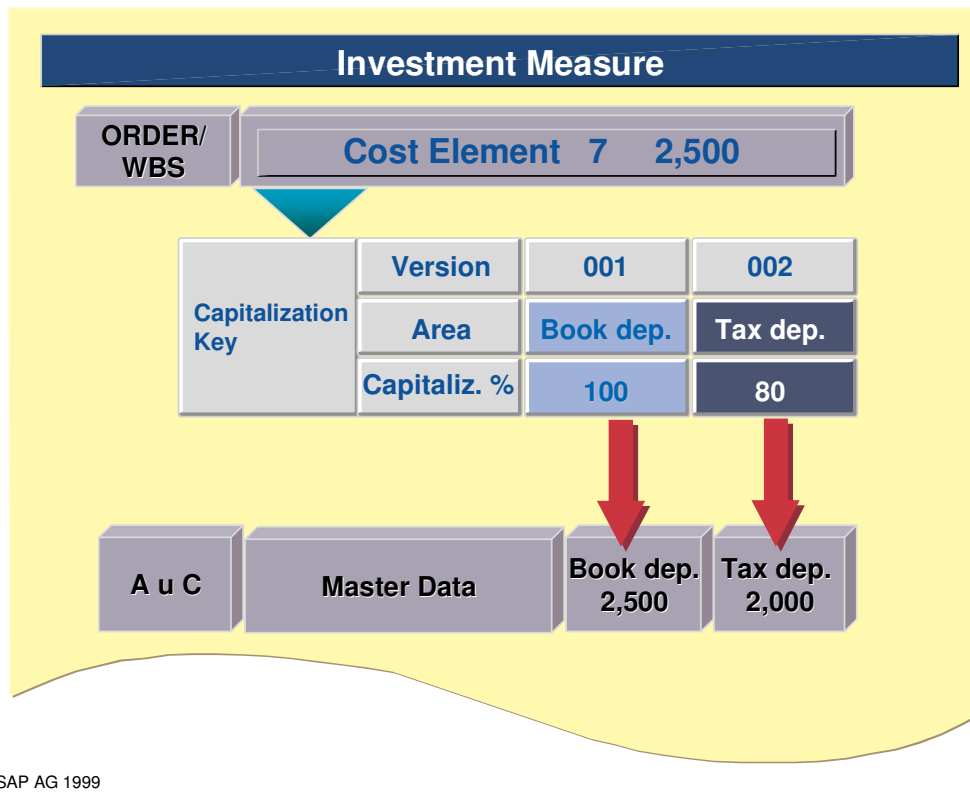 Investment Measure
ORDER/
WBS
Cost Element 7 2,500
Capitalization
Key
Version 001 002
Area Book dep. Tax dep.
Capitaliz. % 100 80
A u C
Master Data
Book dep.
2,500
Tax dep.
2,000
SAP AG 1999